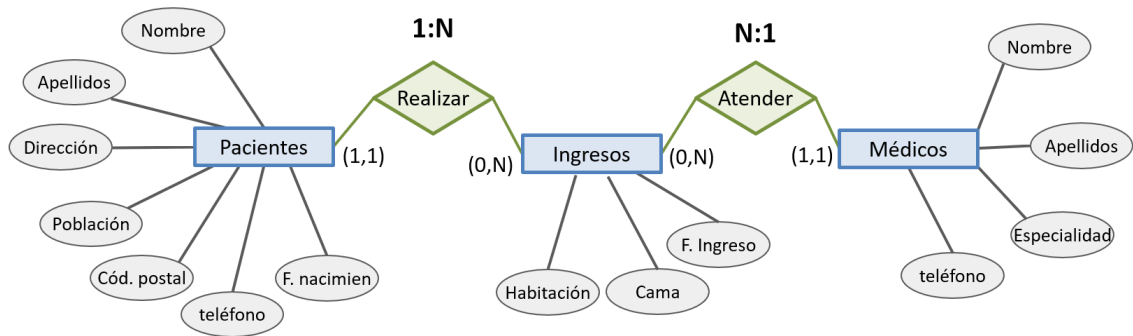 1:N
N:1
Nombre
Apellidos
Dirección
Población
Cód. postal
teléfono
F. nacimien
Pacientes
(1,1)
Realizar
(0,N)
Ingresos
(0,N)
Habitación
Cama
F. Ingreso
Atender
(1,1)
Médicos
Nombre
Apellidos
Especialidad
teléfono